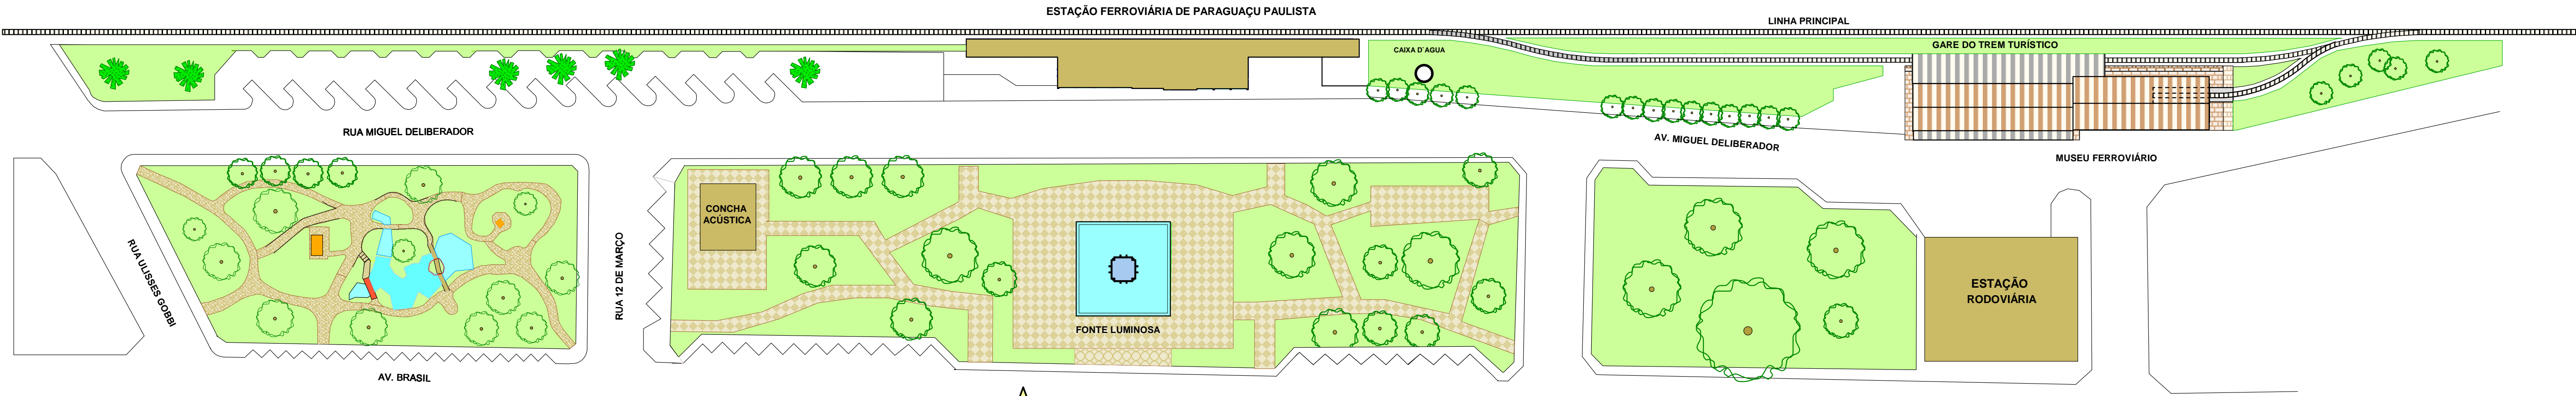 ESTAÇÃO FERROVIÁRIA DE PARAGUAÇU PAULISTA
LINHA PRINCIPAL
GARE DO TREM TURÍSTICO
CAIXA D`AGUA
RUA MIGUEL DELIBERADOR
AV. MIGUEL DELIBERADOR
MUSEU FERROVIÁRIO
CONCHA
ACÚSTICA
RUA ULISSES GOBBI
RUA 12 DE MARÇO
ESTAÇÃO
RODOVIÁRIA
FONTE LUMINOSA
AV. BRASIL